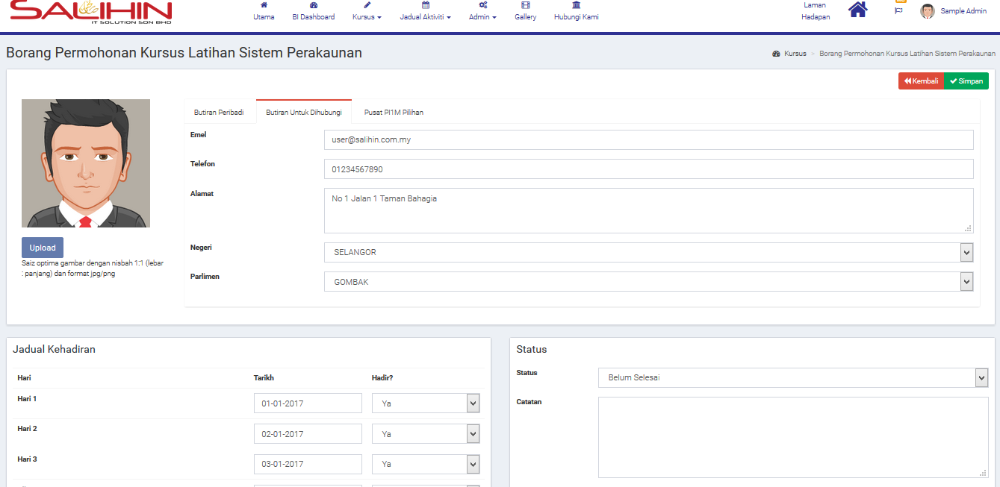 SALIHIN
IT SOLUTION SDN BHD
Utama
BI Dashboard
Kursus
Jadual Aktiviti
Admin
Gallery
Hubungi Kami
Laman
Hadapan
Sample Admin
Borang Permohonan Kursus Latihan Sistem Perakaunan
Kursus > Borang Permohonan Kursus Latihan Sistem Perakaunan
Kembali
Simpan
Butiran Peribadi
Butiran Untuk Dihubungi
Pusat PI1M Pilihan
Emel
user@salihin.com.my
Telefon
01234567890
Alamat
No 1 Jalan 1 Taman Bahagia
Negeri
SELANGOR
Parlimen
GOMBAK
Upload
Saiz optima gambar dengan nisbah 1:1 (lebar
: panjang) dan format jpg/png
Jadual Kehadiran
Hari
Tarikh
Hadir?
Hari 1
01-01-2017
Ya
Hari 2
02-01-2017
Ya
Hari 3
03-01-2017
Ya
Status
Status
Belum Selesai
Catatan